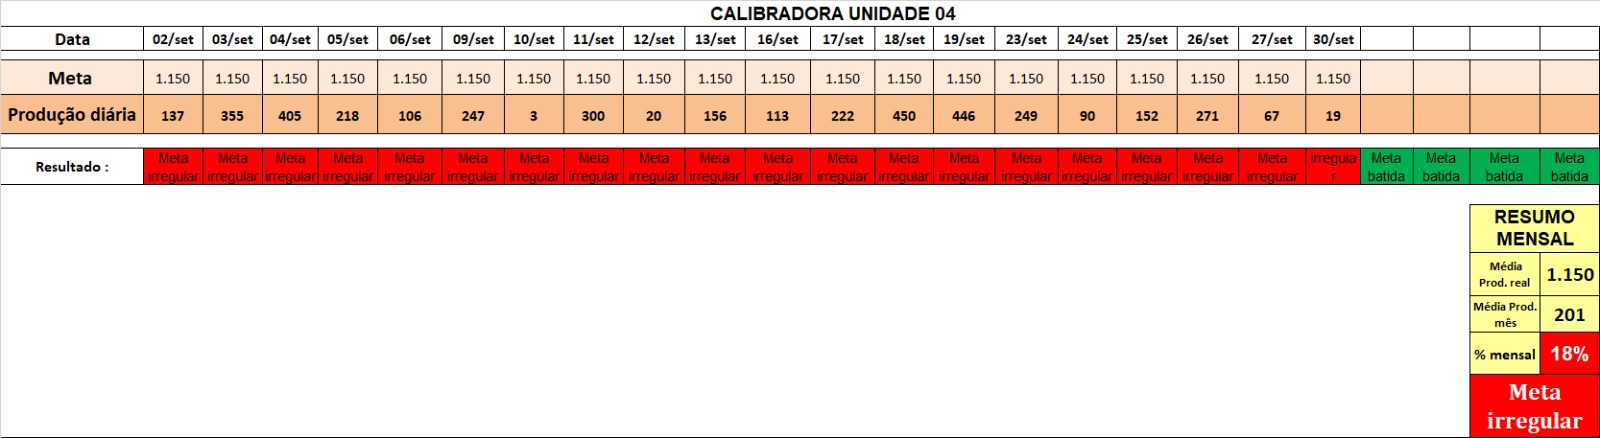 CALIBRADORA UNIDADE 04
Data 02/set 03/set 04/set 05/set 06/set 09/set 10/set 11/set 12/set 13/set 16/set 17/set 18/set 19/set 23/set 24/set 25/set 26/set 27/set 30/set
Meta 1.150 1.150 1.150 1.150 1.150 1.150 1.150 1.150 1.150 1.150 1.150 1.150 1.150 1.150 1.150 1.150 1.150 1.150 1.150 1.150
Produção diária 137 355 405 218 106 247 3 300 20 156 113 222 450 446 249 90 152 271 67 19
Meta Meta Meta Meta Meta Meta Meta Meta Meta Meta Meta Meta Meta Meta Meta Meta Meta Meta Meta irregula Meta Meta Meta Meta
Resultado : irregular irregular irregular irregular irregular irregular irregular irregular irregular irregular irregular irregular irregular irregular irregular irregular irregular irregular irregular r batida batida batida batida
RESUMO
MENSAL
Média
Prod. real 1.150
Média Prod.
mês 201
% mensal 18%
Meta
irregular